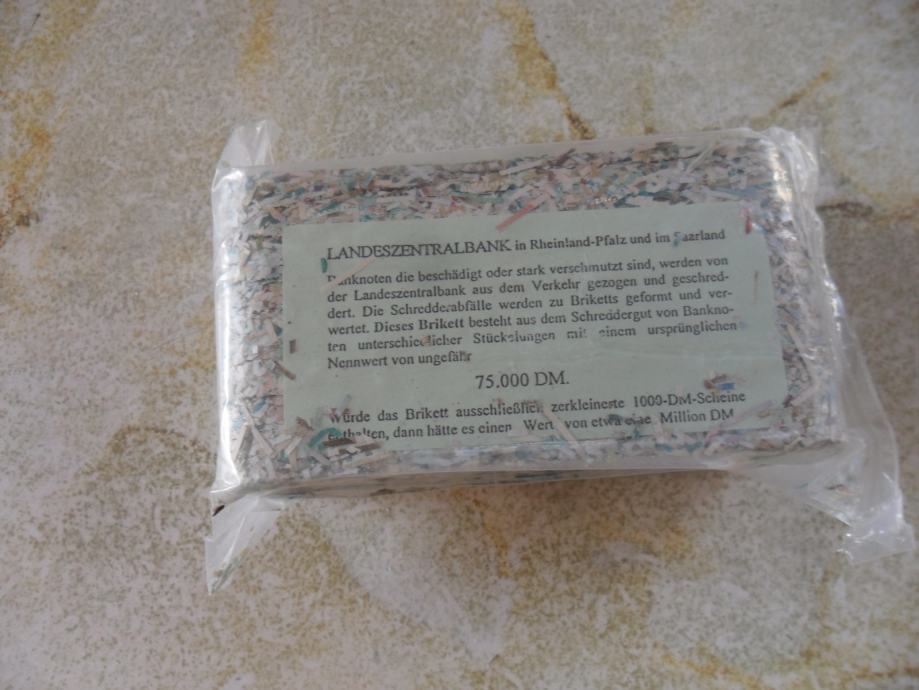 LANDESZENTRALBANK in Rheinland-Pfalz und im Saarland
Banknoten die beschädigt oder stark verschmutzt sind, werden von
der Landeszentralbank aus dem Verkehr gezogen und geschred-
dert. Die Schredderabfälle werden zu Briketts geformt und ver-
wertet. Dieses Brikett besteht aus dem Schreddergut von Bankno-
ten unterschiedlicher Stückelungen mit einem ursprünglichen
Nennwert von ungefähr
75.000 DM.
Würde das Brikett ausschließlich zerkleinerte 1000-DM-Scheine
enthalten, dann hätte es einen Wert von etwa eine Million DM